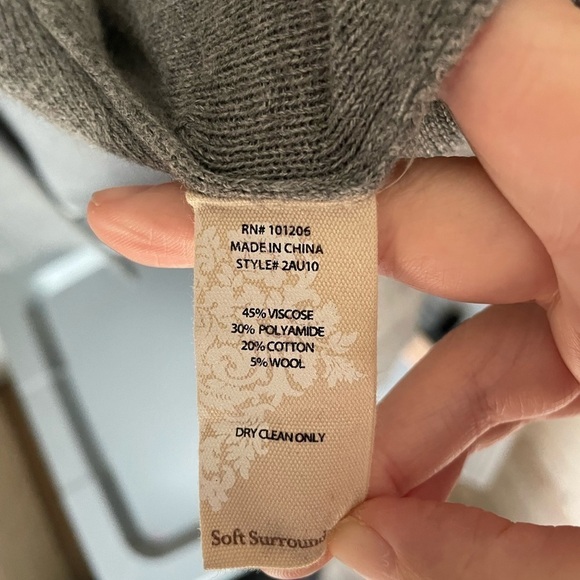 RN# 101206
MADE IN CHINA
STYLE# 2AU10
45% VISCOSE
30% POLYAMIDE
20% COTTON
5% WOOL
DRY CLEAN ONLY
Soft Surround